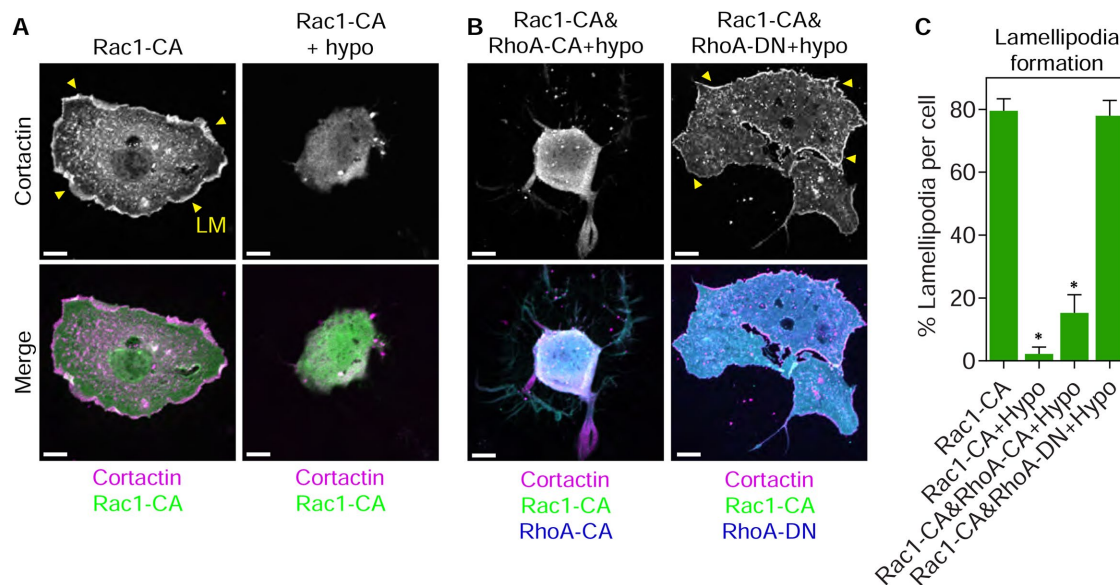 A
Rac1-CA
Rac1-CA
+ hypo
Cortactin
LM
Merge
Cortactin
Rac1-CA
Cortactin
Rac1-CA
B
Rac1-CA&
RhoA-CA+hypo
Rac1-CA&
RhoA-DN+hypo
Cortactin
Rac1-CA
RhoA-CA
Cortactin
Rac1-CA
RhoA-DN
C
Lamellipodia
formation
% Lamellipodia per cell
80
60
40
20
0
*
*
Rac1-CA
Rac1-CA+Hypo
Rac1-CA&RhoA-CA+Hypo
Rac1-CA&RhoA-DN+Hypo